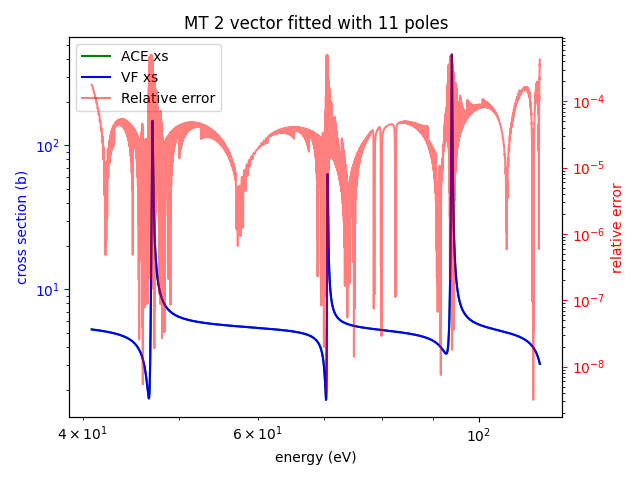 MT 2 vector fitted with 11 poles
ACE xs
VF xs
Relative error
cross section (b)
10²
10¹
relative error
10⁻⁴
10⁻⁵
10⁻⁶
10⁻⁷
10⁻⁸
4 × 10¹
6 × 10¹
10²
energy (eV)